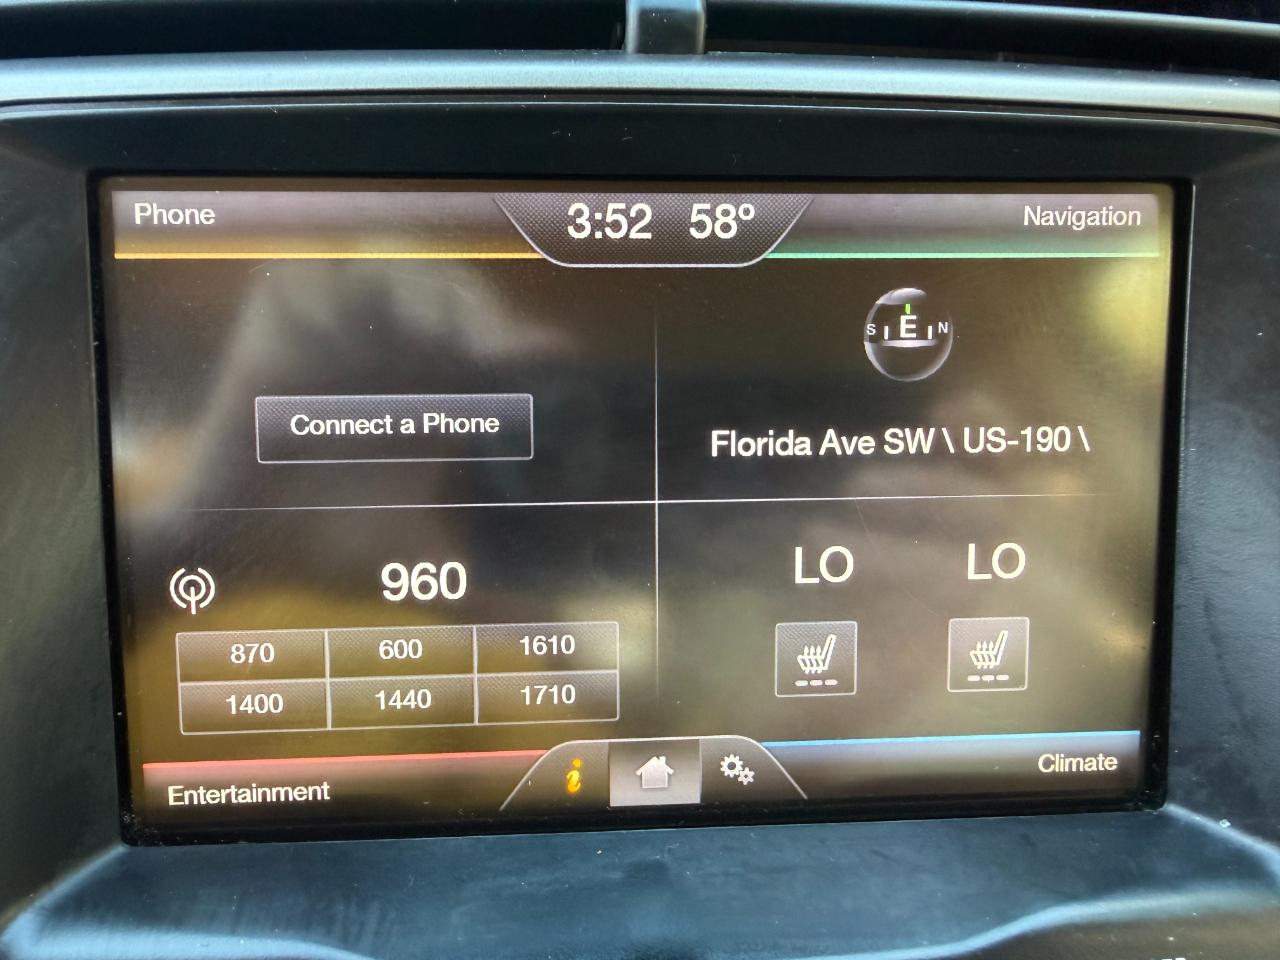 Phone
3:52 58°
Navigation
S E N
Connect a Phone
Florida Ave SW \ US-190 \
960
870 600 1610
1400 1440 1710
LO LO
Entertainment
i
Climate